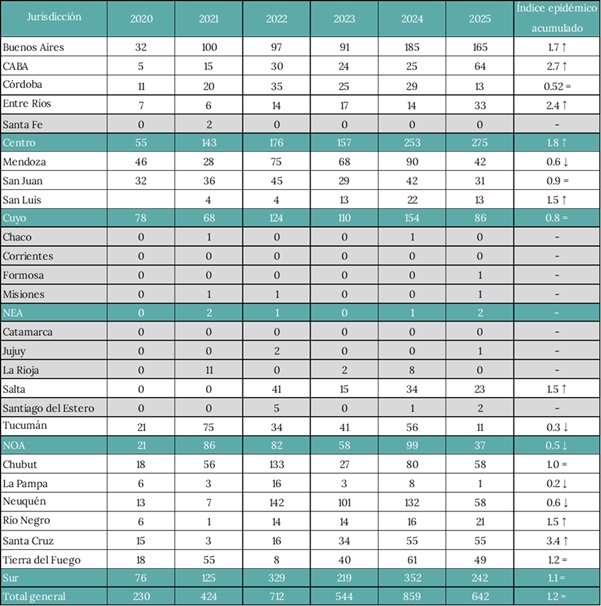 Jurisdicción 2020 2021 2022 2023 2024 2025 Índice epidémico acumulado
Buenos Aires 32 100 97 91 185 165 1.7 ↑
CABA 5 15 30 24 25 64 2.7 ↑
Córdoba 11 20 35 25 29 13 0.52 =
Entre Ríos 7 6 14 17 14 33 2.4 ↑
Santa Fe 0 2 0 0 0 0 -
Centro 55 143 176 157 253 275 1.8 ↑
Mendoza 46 28 75 68 90 42 0.6 ↓
San Juan 32 36 45 29 42 31 0.9 =
San Luis 4 4 13 22 13 1.5 ↑
Cuyo 78 68 124 110 154 86 0.8 =
Chaco 0 1 0 0 1 0 -
Corrientes 0 0 0 0 0 0 -
Formosa 0 0 0 0 0 1 -
Misiones 0 1 1 0 0 1 -
NEA 0 2 1 0 1 2 -
Catamarca 0 0 0 0 0 0 -
Jujuy 0 0 2 0 0 1 -
La Rioja 0 11 0 2 8 0 -
Salta 0 0 41 15 34 23 1.5 ↑
Santiago del Estero 0 0 5 0 1 2 -
Tucumán 21 75 34 41 56 11 0.3 ↓
NOA 21 86 82 58 99 37 0.5 ↓
Chubut 18 56 133 27 80 58 1.0 =
La Pampa 6 3 16 3 8 1 0.2 ↓
Neuquén 13 7 142 101 132 58 0.6 ↓
Río Negro 6 1 14 14 16 21 1.5 ↑
Santa Cruz 15 3 16 34 55 55 3.4 ↑
Tierra del Fuego 18 55 8 40 61 49 1.2 =
Sur 76 125 329 219 352 242 1.1 =
Total general 230 424 712 544 859 642 1.2 =